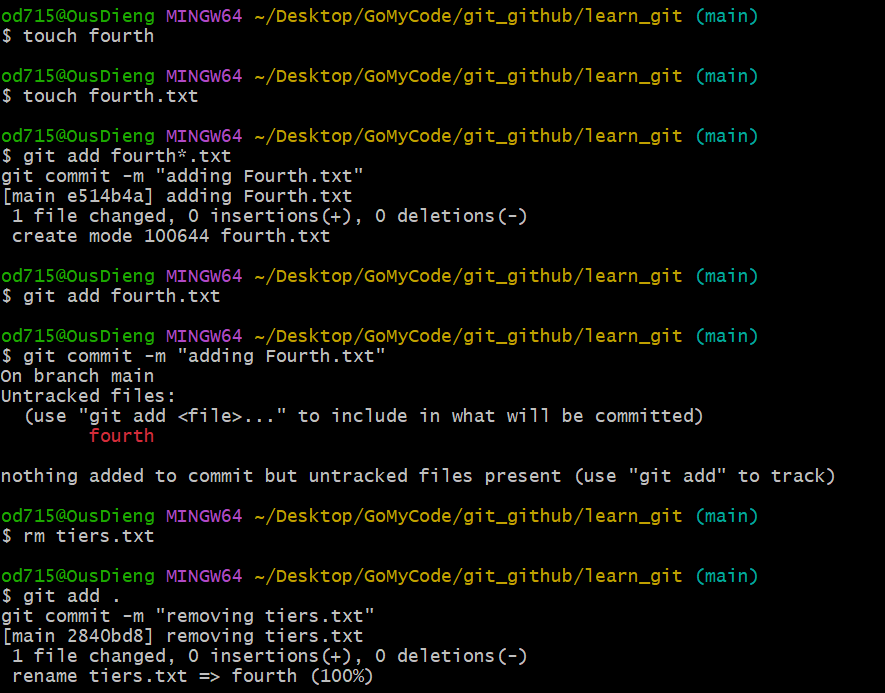 od715@OusDieng MINGW64 ~/Desktop/GoMyCode/git_github/learn_git (main)
$ touch fourth
od715@OusDieng MINGW64 ~/Desktop/GoMyCode/git_github/learn_git (main)
$ touch fourth.txt
od715@OusDieng MINGW64 ~/Desktop/GoMyCode/git_github/learn_git (main)
$ git add fourth*.txt
git commit -m "adding Fourth.txt"
[main e514b4a] adding Fourth.txt
 1 file changed, 0 insertions(+), 0 deletions(-)
 create mode 100644 fourth.txt
od715@OusDieng MINGW64 ~/Desktop/GoMyCode/git_github/learn_git (main)
$ git add fourth.txt
od715@OusDieng MINGW64 ~/Desktop/GoMyCode/git_github/learn_git (main)
$ git commit -m "adding Fourth.txt"
On branch main
Untracked files:
  (use "git add <file>..." to include in what will be committed)
        fourth
nothing added to commit but untracked files present (use "git add" to track)
od715@OusDieng MINGW64 ~/Desktop/GoMyCode/git_github/learn_git (main)
$ rm tiers.txt
od715@OusDieng MINGW64 ~/Desktop/GoMyCode/git_github/learn_git (main)
$ git add .
git commit -m "removing tiers.txt"
[main 2840bd8] removing tiers.txt
 1 file changed, 0 insertions(+), 0 deletions(-)
 rename tiers.txt => fourth (100%)